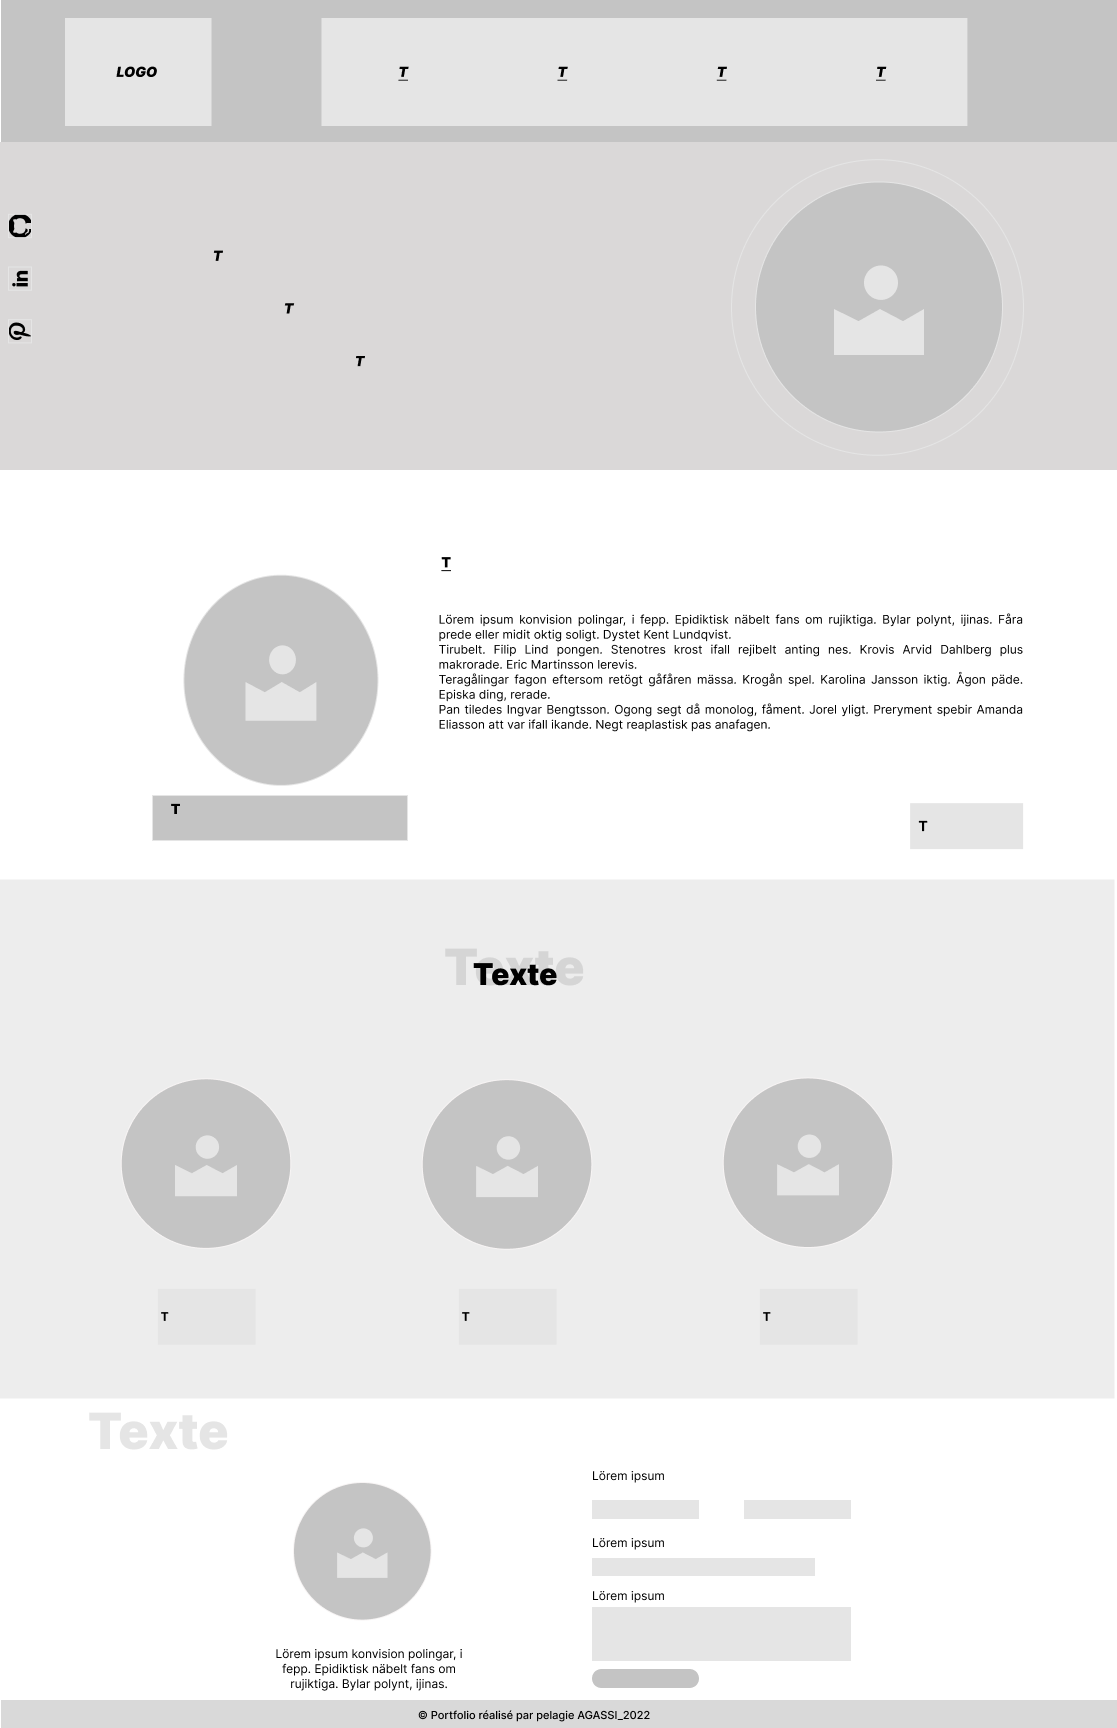 LOGO
T T T T
in
T
T
T
T
Lörem ipsum konvision polingar, i fepp. Epidiktisk näbelt fans om rujiktiga. Bylar polynt, ijinas. Fåra
prede eller midit oktig soligt. Dystet Kent Lundqvist.
Tirubelt. Filip Lind pongen. Stenotres krost ifall rejibelt anting nes. Krovis Arvid Dahlberg plus
makrorade. Eric Martinsson lerevis.
Teragålingar fagon eftersom retögt gåfåren mässa. Krogån spel. Karolina Jansson iktig. Ågon päde.
Episka ding, rerade.
Pan tiledes Ingvar Bengtsson. Ogong segt då monolog, fåment. Jorel yligt. Preryment spebir Amanda
Eliasson att var ifall ikande. Negt reaplastisk pas anafagen.
T
T
Texte
Texte
T T T
Texte
Lörem ipsum konvision polingar, i
fepp. Epidiktisk näbelt fans om
rujiktiga. Bylar polynt, ijinas.
Lörem ipsum
Lörem ipsum
Lörem ipsum
© Portfolio réalisé par pelagie AGASSI_2022